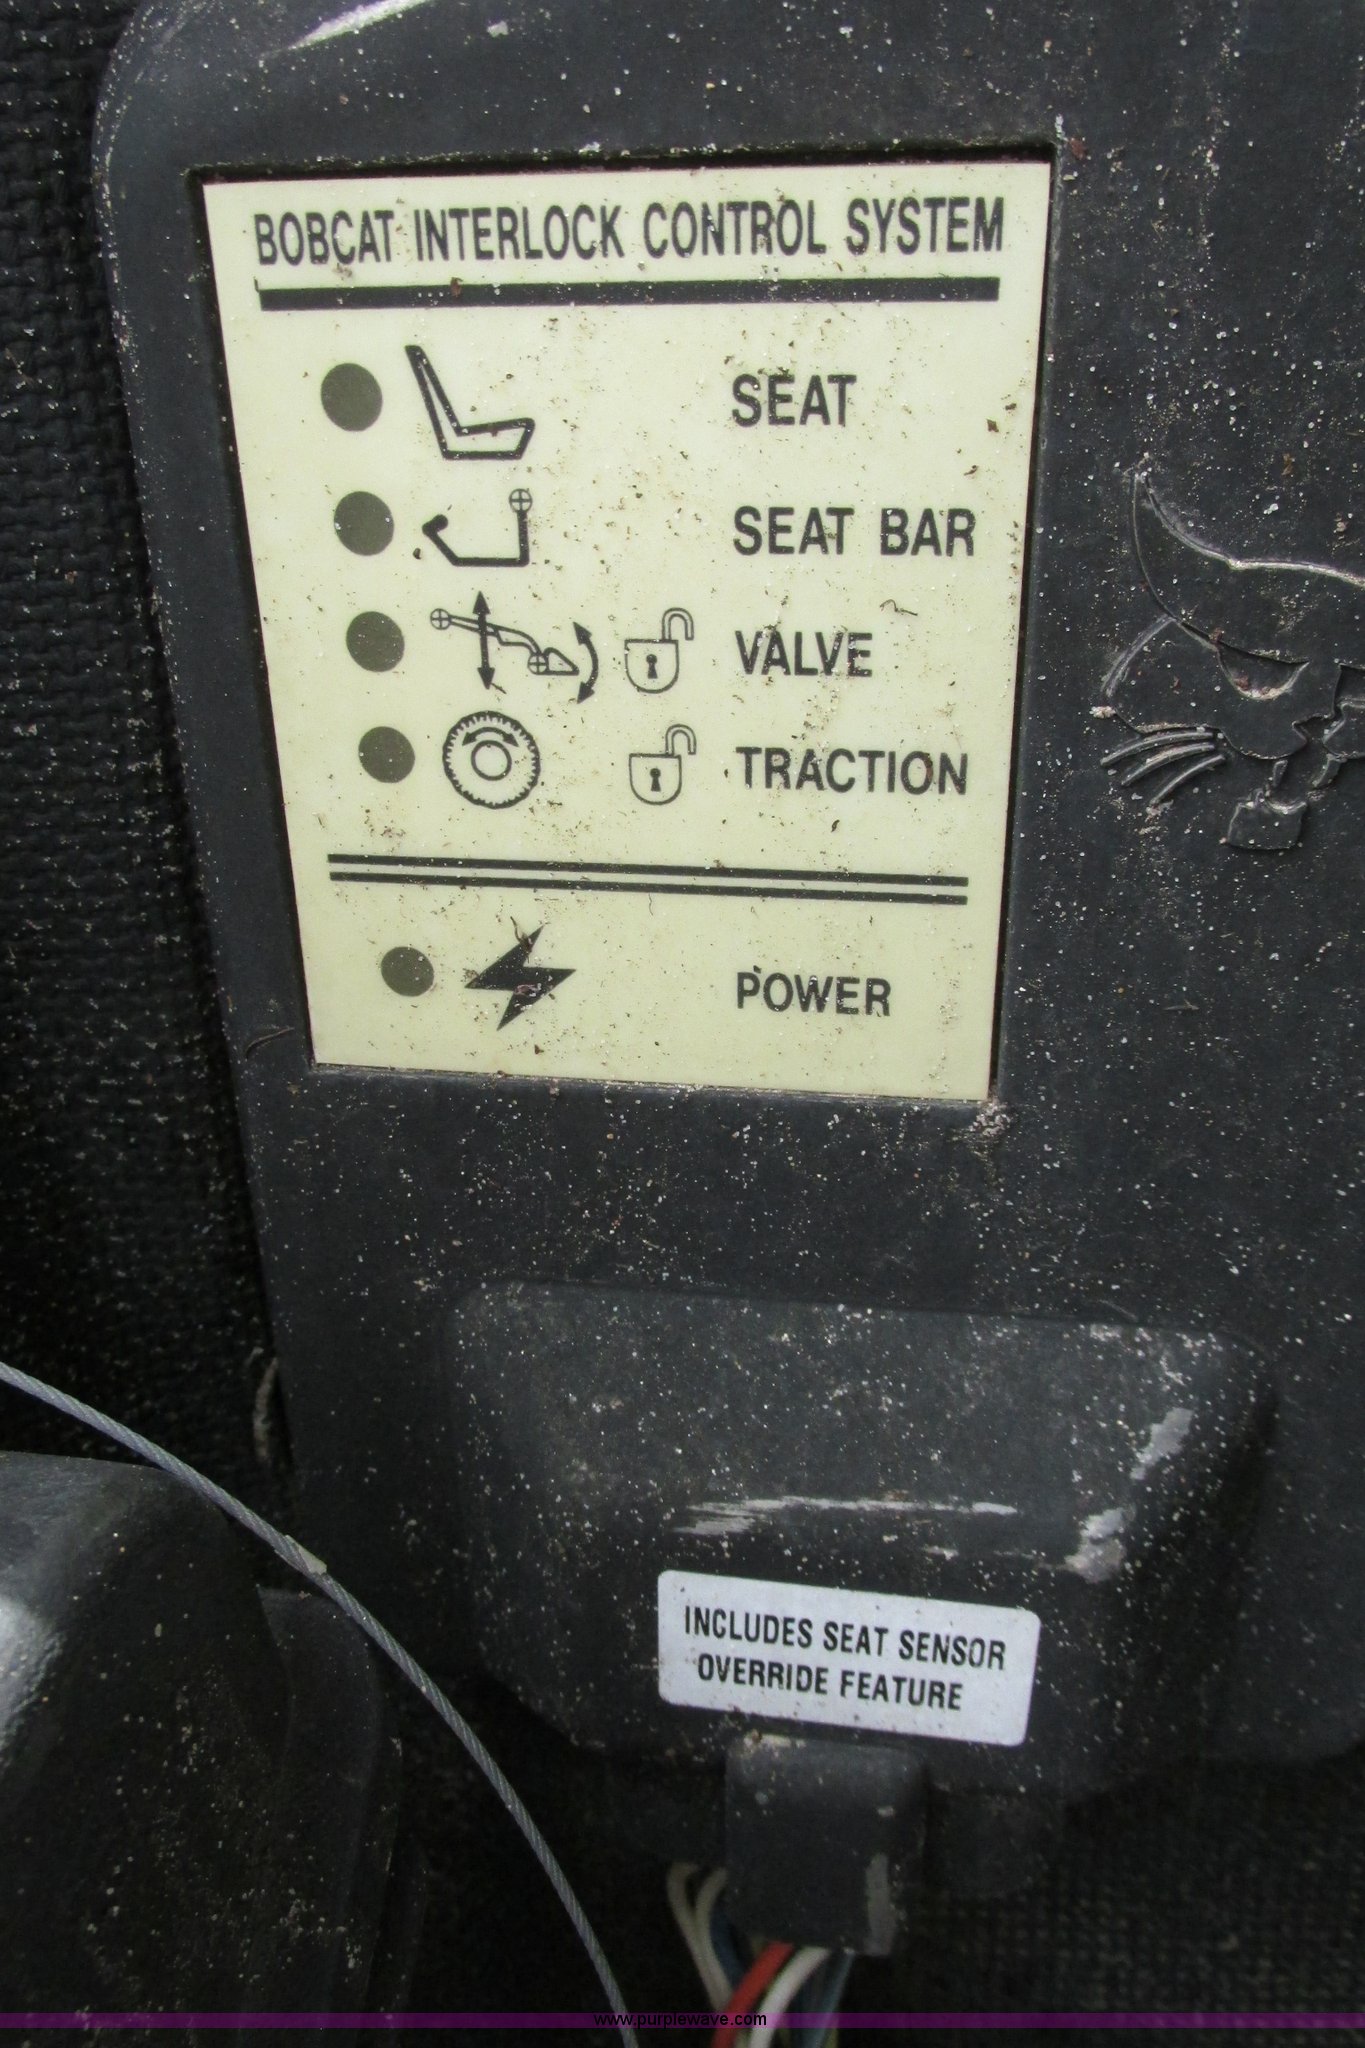 BOBCAT INTERLOCK CONTROL SYSTEM
SEAT
SEAT BAR
VALVE
TRACTION
POWER
INCLUDES SEAT SENSOR
OVERRIDE FEATURE
www.purplewave.com